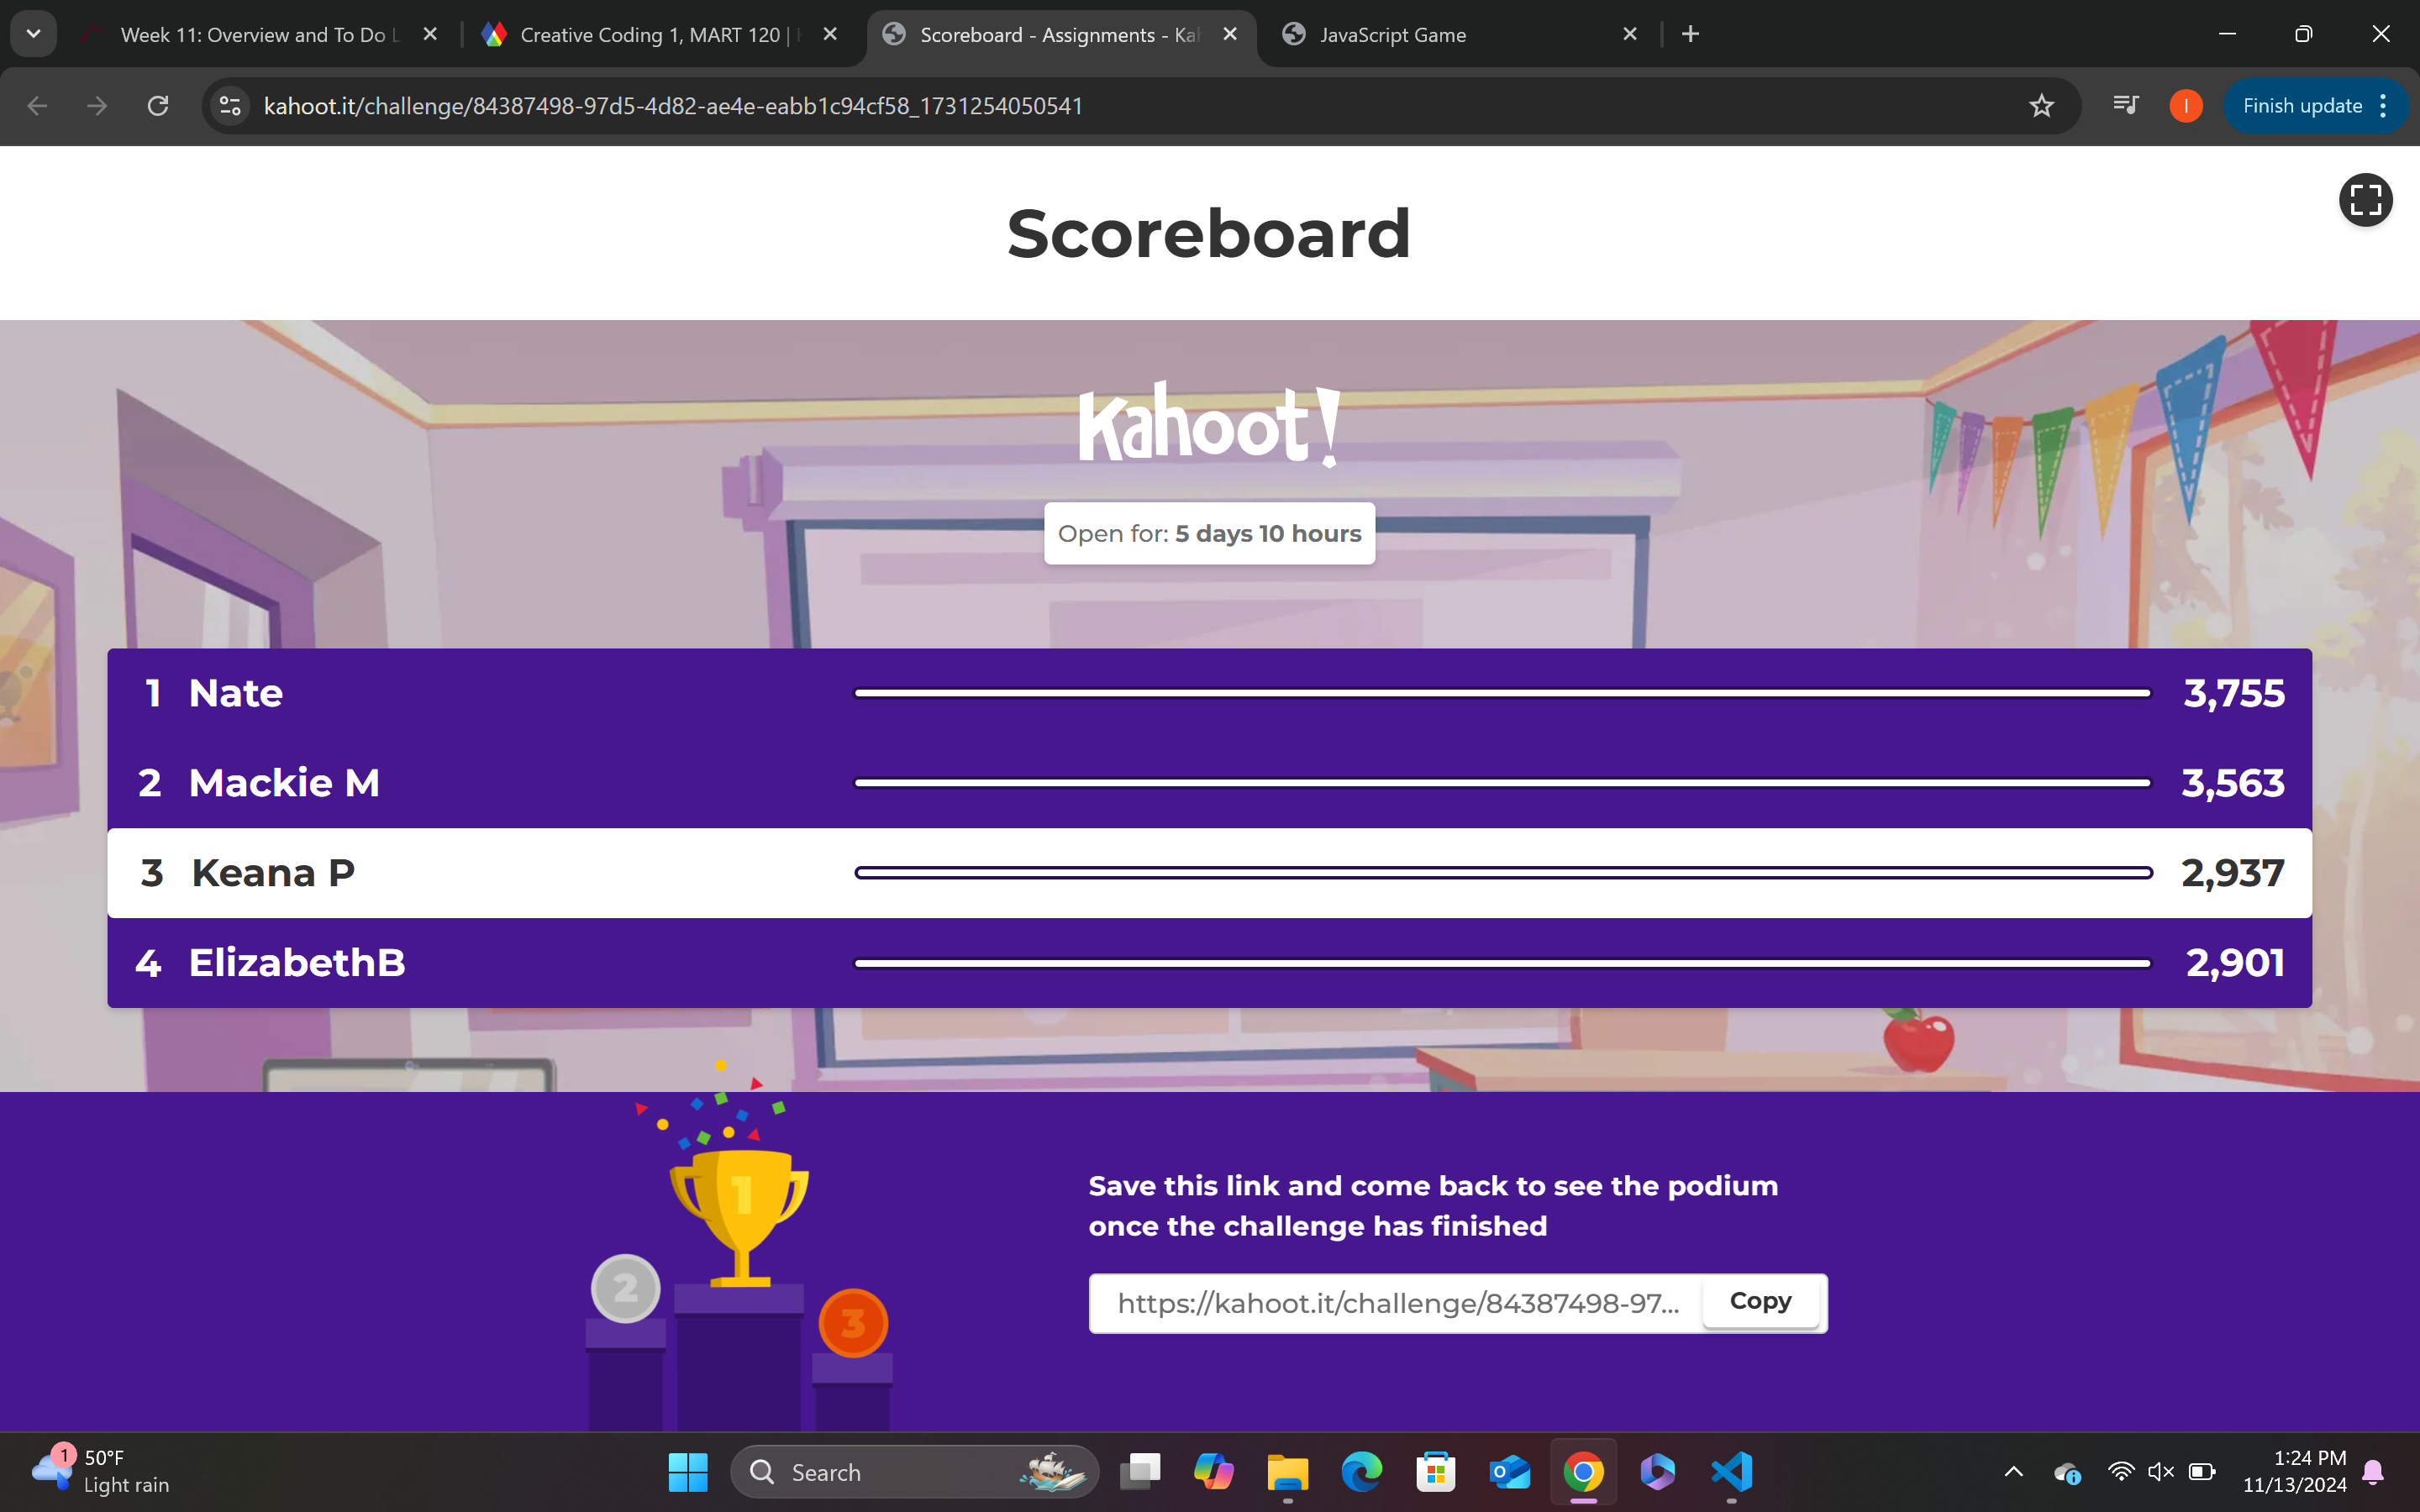 Week 11: Overview and To Do L
Creative Coding 1, MART 120 |
Scoreboard - Assignments - Kah
JavaScript Game
kahoot.it/challenge/84387498-97d5-4d82-ae4e-eabb1c94cf58_1731254050541
I
Finish update
Scoreboard
Kahoot!
Open for: 5 days 10 hours
1 Nate 3,755
2 Mackie M 3,563
3 Keana P 2,937
4 ElizabethB 2,901
1
2
3
Save this link and come back to see the podium
once the challenge has finished
https://kahoot.it/challenge/84387498-97...
Copy
1
50°F
Light rain
Search
1:24 PM
11/13/2024